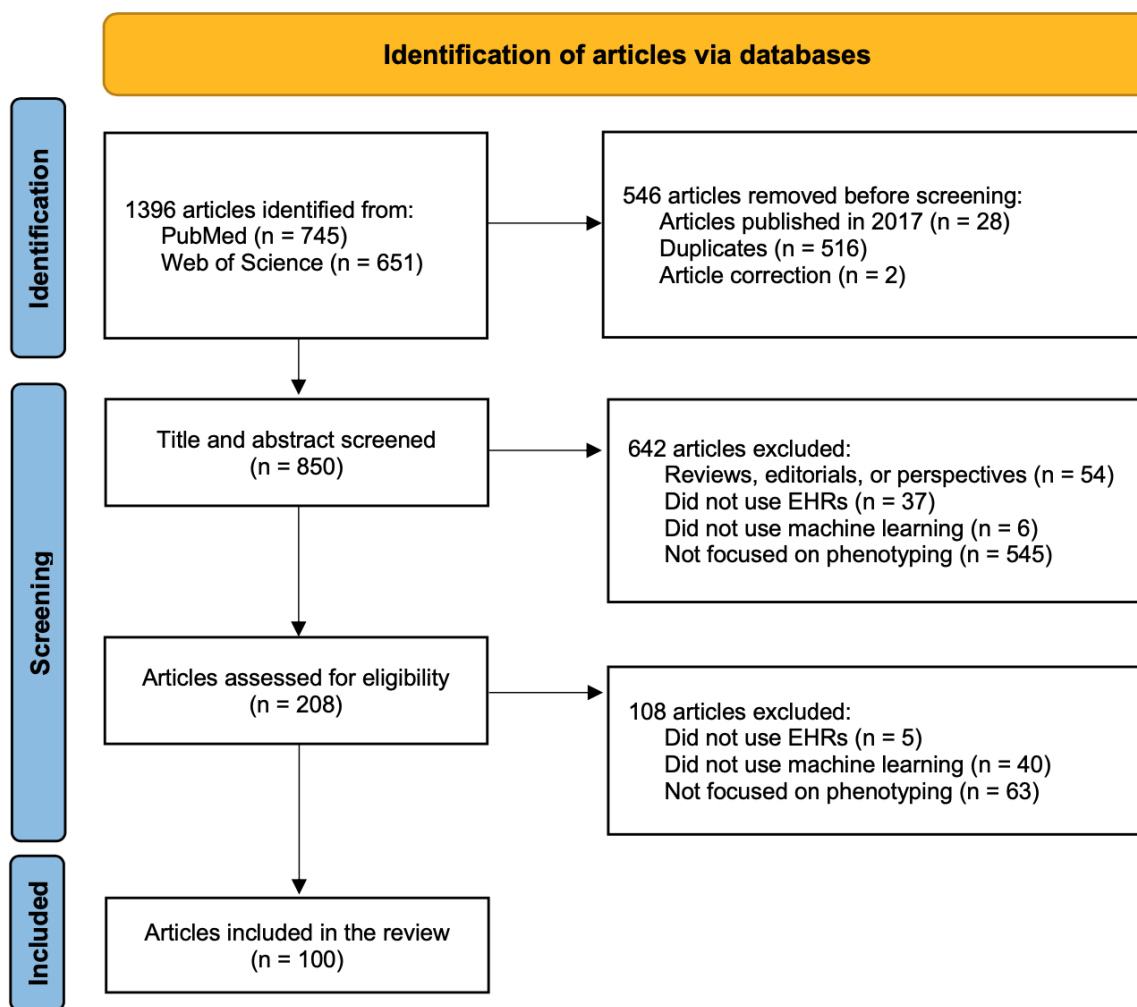 Identification of articles via databases
Identification
1396 articles identified from:
PubMed (n = 745)
Web of Science (n = 651)
546 articles removed before screening:
Articles published in 2017 (n = 28)
Duplicates (n = 516)
Article correction (n = 2)
Screening
Title and abstract screened
(n = 850)
642 articles excluded:
Reviews, editorials, or perspectives (n = 54)
Did not use EHRs (n = 37)
Did not use machine learning (n = 6)
Not focused on phenotyping (n = 545)
Articles assessed for eligibility
(n = 208)
108 articles excluded:
Did not use EHRs (n = 5)
Did not use machine learning (n = 40)
Not focused on phenotyping (n = 63)
Included
Articles included in the review
(n = 100)